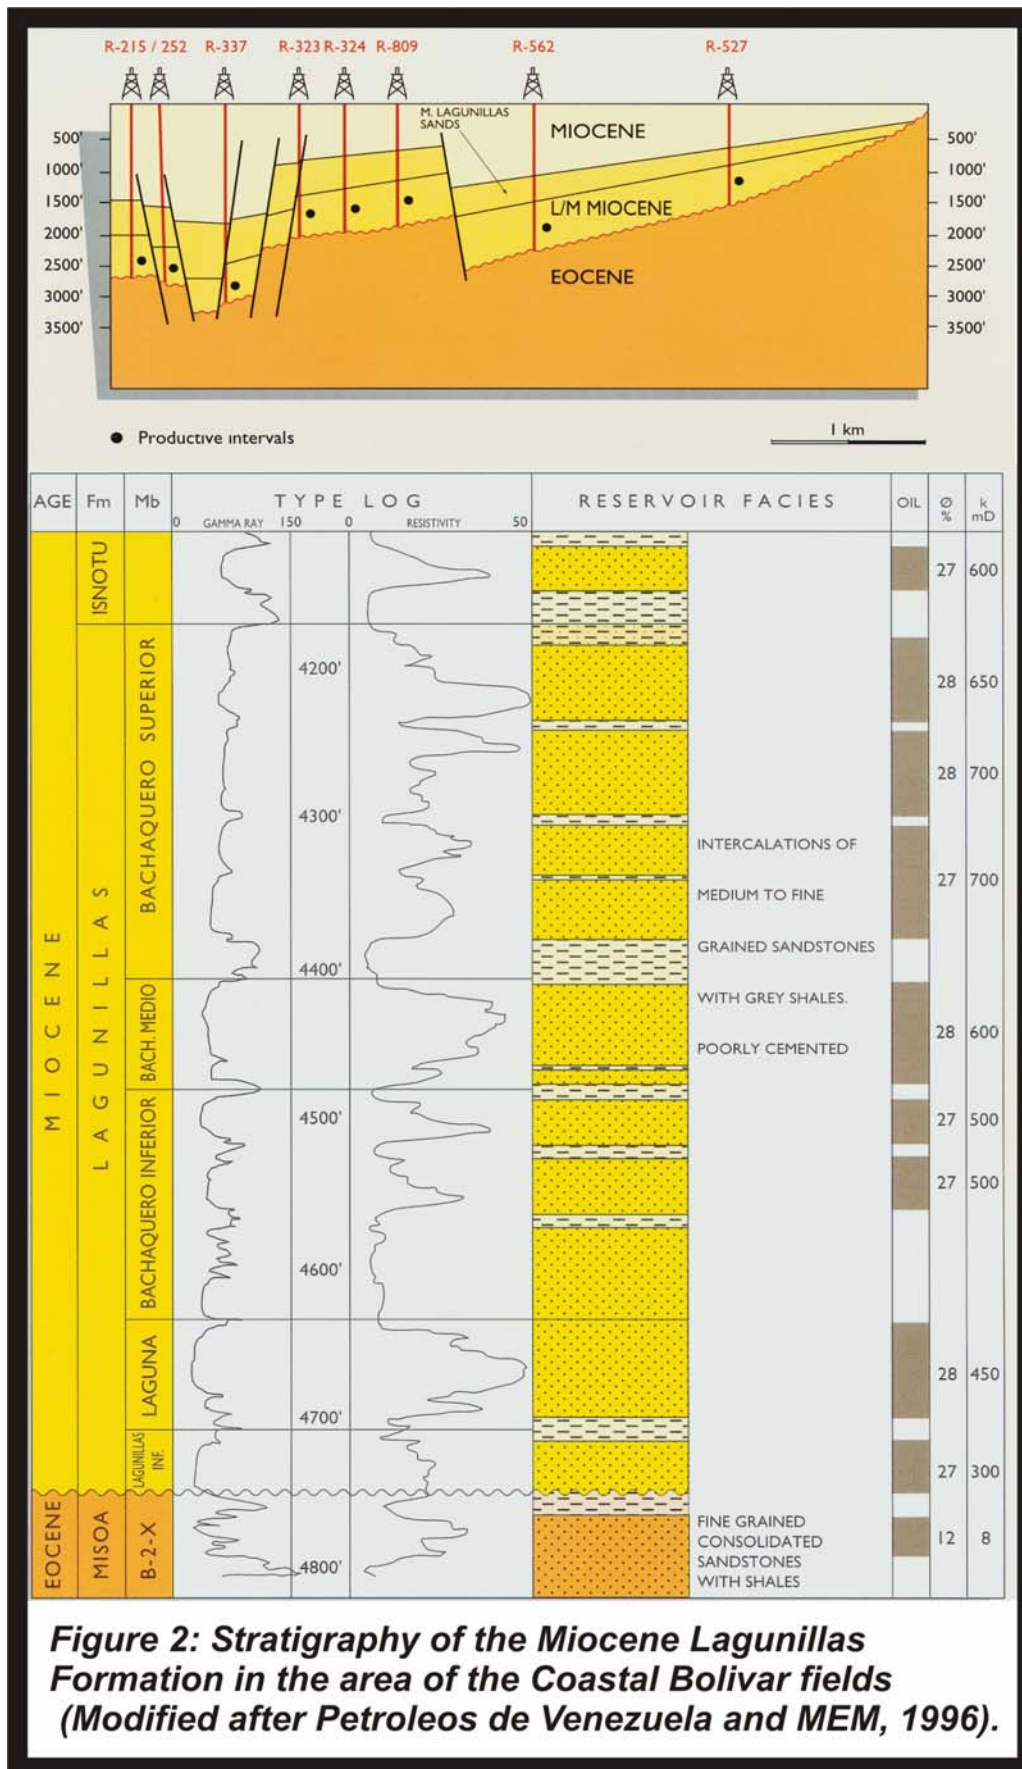 R-215 / 252 R-337 R-323 R-324 R-809 R-562 R-527
M. LAGUNILLAS
SANDS
MIOCENE
L/M MIOCENE
EOCENE
500'
1000'
1500'
2000'
2500'
3000'
3500'
500'
1000'
1500'
2000'
2500'
3000'
3500'
Productive intervals
1 km
AGE Fm Mb TYPE LOG RESERVOIR FACIES OIL Ø k
% mD
0 GAMMA RAY 150 0 RESISTIVITY 50
MIOCENE
EOCENE
ISNOTU
LAGUNILLAS
MISOA
BACHAQUERO SUPERIOR
BACH. MEDIO
BACHAQUERO INFERIOR
LAGUNA
LAGUNILLAS
INF.
B-2-X
4200'
4300'
4400'
4500'
4600'
4700'
4800'
INTERCALATIONS OF
MEDIUM TO FINE
GRAINED SANDSTONES
WITH GREY SHALES.
POORLY CEMENTED
FINE GRAINED
CONSOLIDATED
SANDSTONES
WITH SHALES
27 600
28 650
28 700
27 700
28 600
27 500
27 500
28 450
27 300
12 8
Figure 2: Stratigraphy of the Miocene Lagunillas
Formation in the area of the Coastal Bolivar fields
(Modified after Petroleos de Venezuela and MEM, 1996).